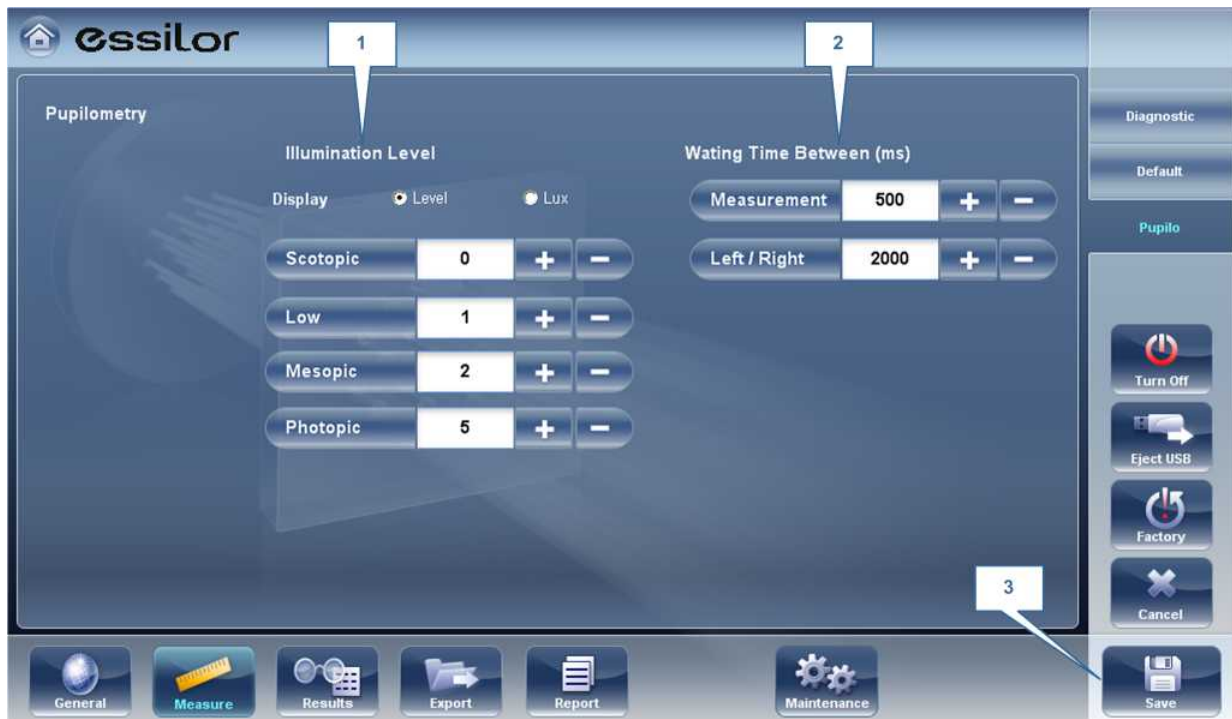 essilor
1
2
Pupilometry
Illumination Level
Display Level Lux
Scotopic 0 + −
Low 1 + −
Mesopic 2 + −
Photopic 5 + −
Wating Time Between (ms)
Measurement 500 + −
Left / Right 2000 + −
Diagnostic
Default
Pupilo
Turn Off
Eject USB
Factory
Cancel
3
General
Measure
Results
Export
Report
Maintenance
Save